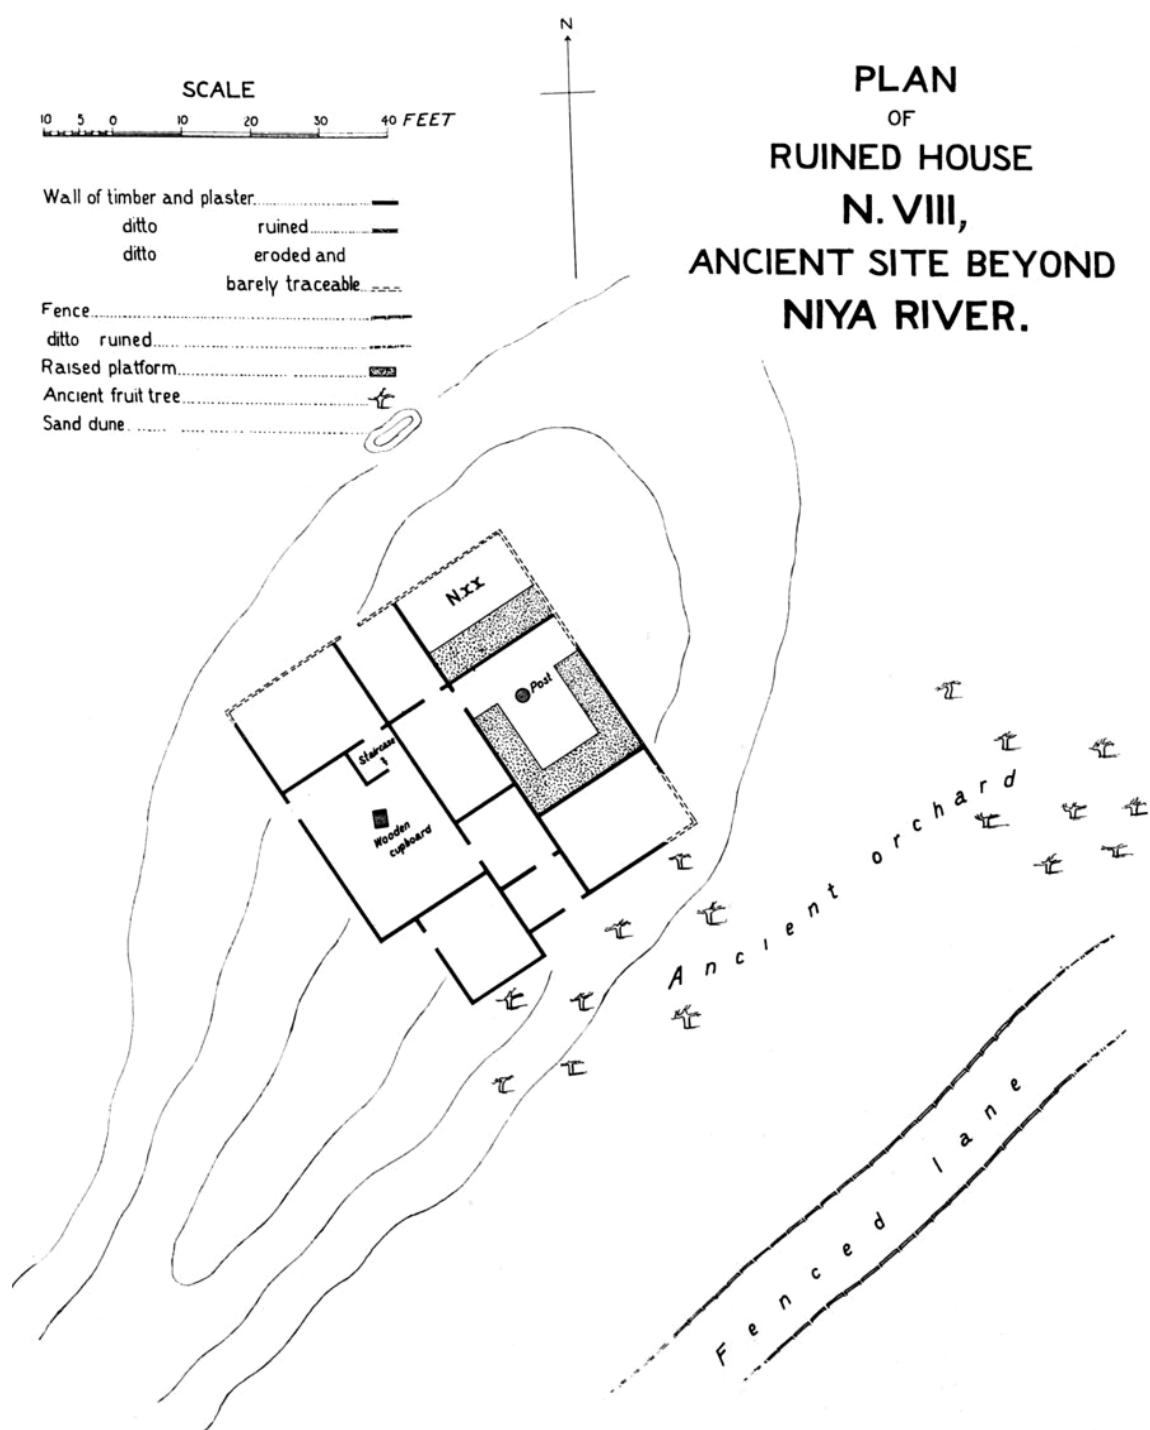 N
SCALE
10 5 0 10 20 30 40 FEET
PLAN
OF
RUINED HOUSE
N. VIII,
ANCIENT SITE BEYOND
NIYA RIVER.
Wall of timber and plaster
ditto ruined
ditto eroded and
barely traceable
Fence
ditto ruined
Raised platform
Ancient fruit tree
Sand dune
N.xx
Post
Staircase
Wooden
cupboard
Ancient orchard
Fenced lane